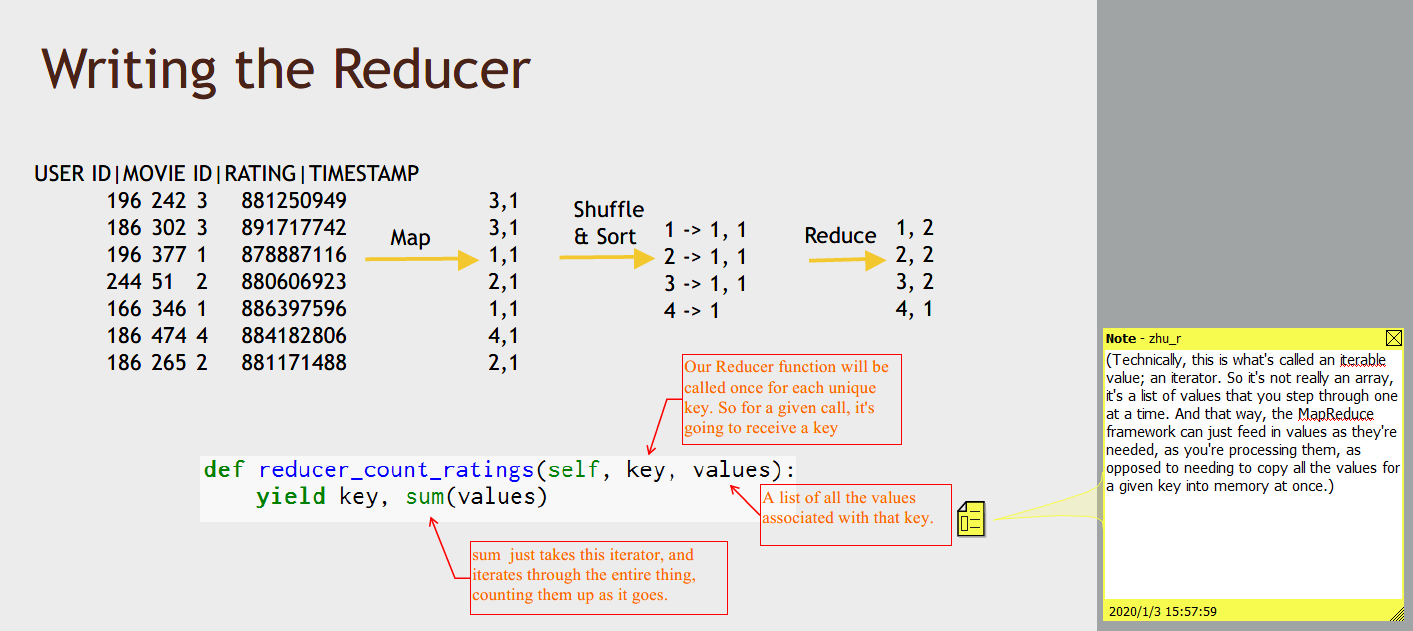 Writing the Reducer
USER ID|MOVIE ID|RATING|TIMESTAMP
196 242 3 881250949
186 302 3 891717742
196 377 1 878887116
244 51 2 880606923
166 346 1 886397596
186 474 4 884182806
186 265 2 881171488
Map
3,1
3,1
1,1
2,1
1,1
4,1
2,1
Shuffle
& Sort
1 -> 1, 1
2 -> 1, 1
3 -> 1, 1
4 -> 1
Reduce
1, 2
2, 2
3, 2
4, 1
Our Reducer function will be
called once for each unique
key. So for a given call, it's
going to receive a key
def reducer_count_ratings(self, key, values):
yield key, sum(values)
A list of all the values
associated with that key.
sum just takes this iterator, and
iterates through the entire thing,
counting them up as it goes.
Note - zhu_r
(Technically, this is what's called an iterable
value; an iterator. So it's not really an array,
it's a list of values that you step through one
at a time. And that way, the MapReduce
framework can just feed in values as they're
needed, as you're processing them, as
opposed to needing to copy all the values for
a given key into memory at once.)
2020/1/3 15:57:59